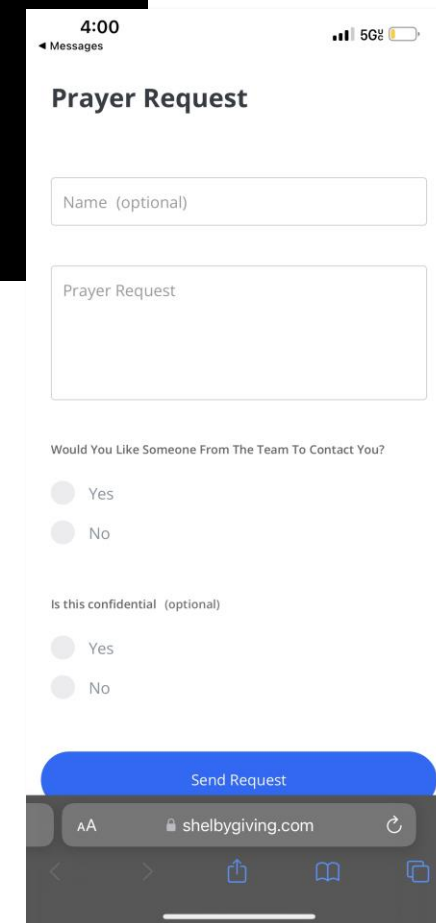 4:00
◀ Messages
5G
Prayer Request
Name (optional)
Prayer Request
Would You Like Someone From The Team To Contact You?
Yes
No
Is this confidential (optional)
Yes
No
Send Request
AA
shelbygiving.com